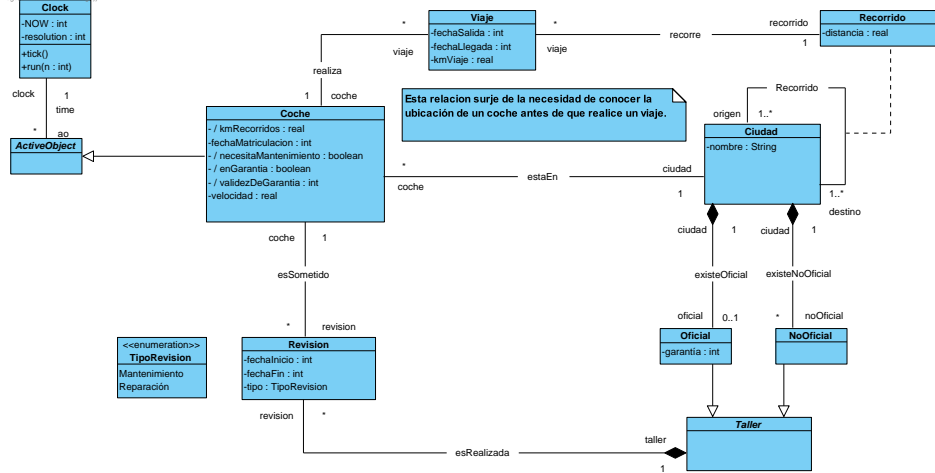 Clock
-NOW : int
-resolution : int
+tick()
+run(n : int)
clock
1
time
*
ao
ActiveObject
*
viaje
realiza
1
coche
Viaje
-fechaSalida : int
-fechaLlegada : int
-kmViaje : real
*
viaje
recorre
recorrido
1
Recorrido
-distancia : real
Esta relacion surje de la necesidad de conocer la
ubicación de un coche antes de que realice un viaje.
Recorrido
origen
1..*
Ciudad
-nombre : String
1..*
destino
Coche
- / kmRecorridos : real
-fechaMatriculacion : int
- / necesitaMantenimiento : boolean
- / enGarantia : boolean
- / validezDeGarantia : int
-velocidad : real
*
coche
estaEn
ciudad
1
ciudad
1
ciudad
1
existeOficial
existeNoOficial
oficial
0..1
*
noOficial
coche
1
esSometido
*
revision
<<enumeration>>
TipoRevision
Mantenimiento
Reparación
Revision
-fechaInicio : int
-fechaFin : int
-tipo : TipoRevision
Oficial
-garantía : int
NoOficial
revision
*
esRealizada
taller
1
Taller